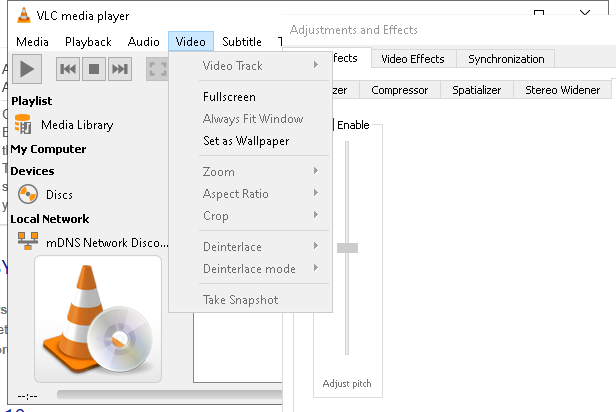 VLC media player
Adjustments and Effects
Media Playback Audio Video Subtitle T
Video Effects Synchronization
Compressor Spatializer Stereo Widener
Playlist
Media Library
My Computer
Devices
Discs
Local Network
mDNS Network Disco...
--:--
Video Track
Fullscreen
Always Fit Window
Set as Wallpaper
Zoom
Aspect Ratio
Crop
Deinterlace
Deinterlace mode
Take Snapshot
Enable
Adjust pitch